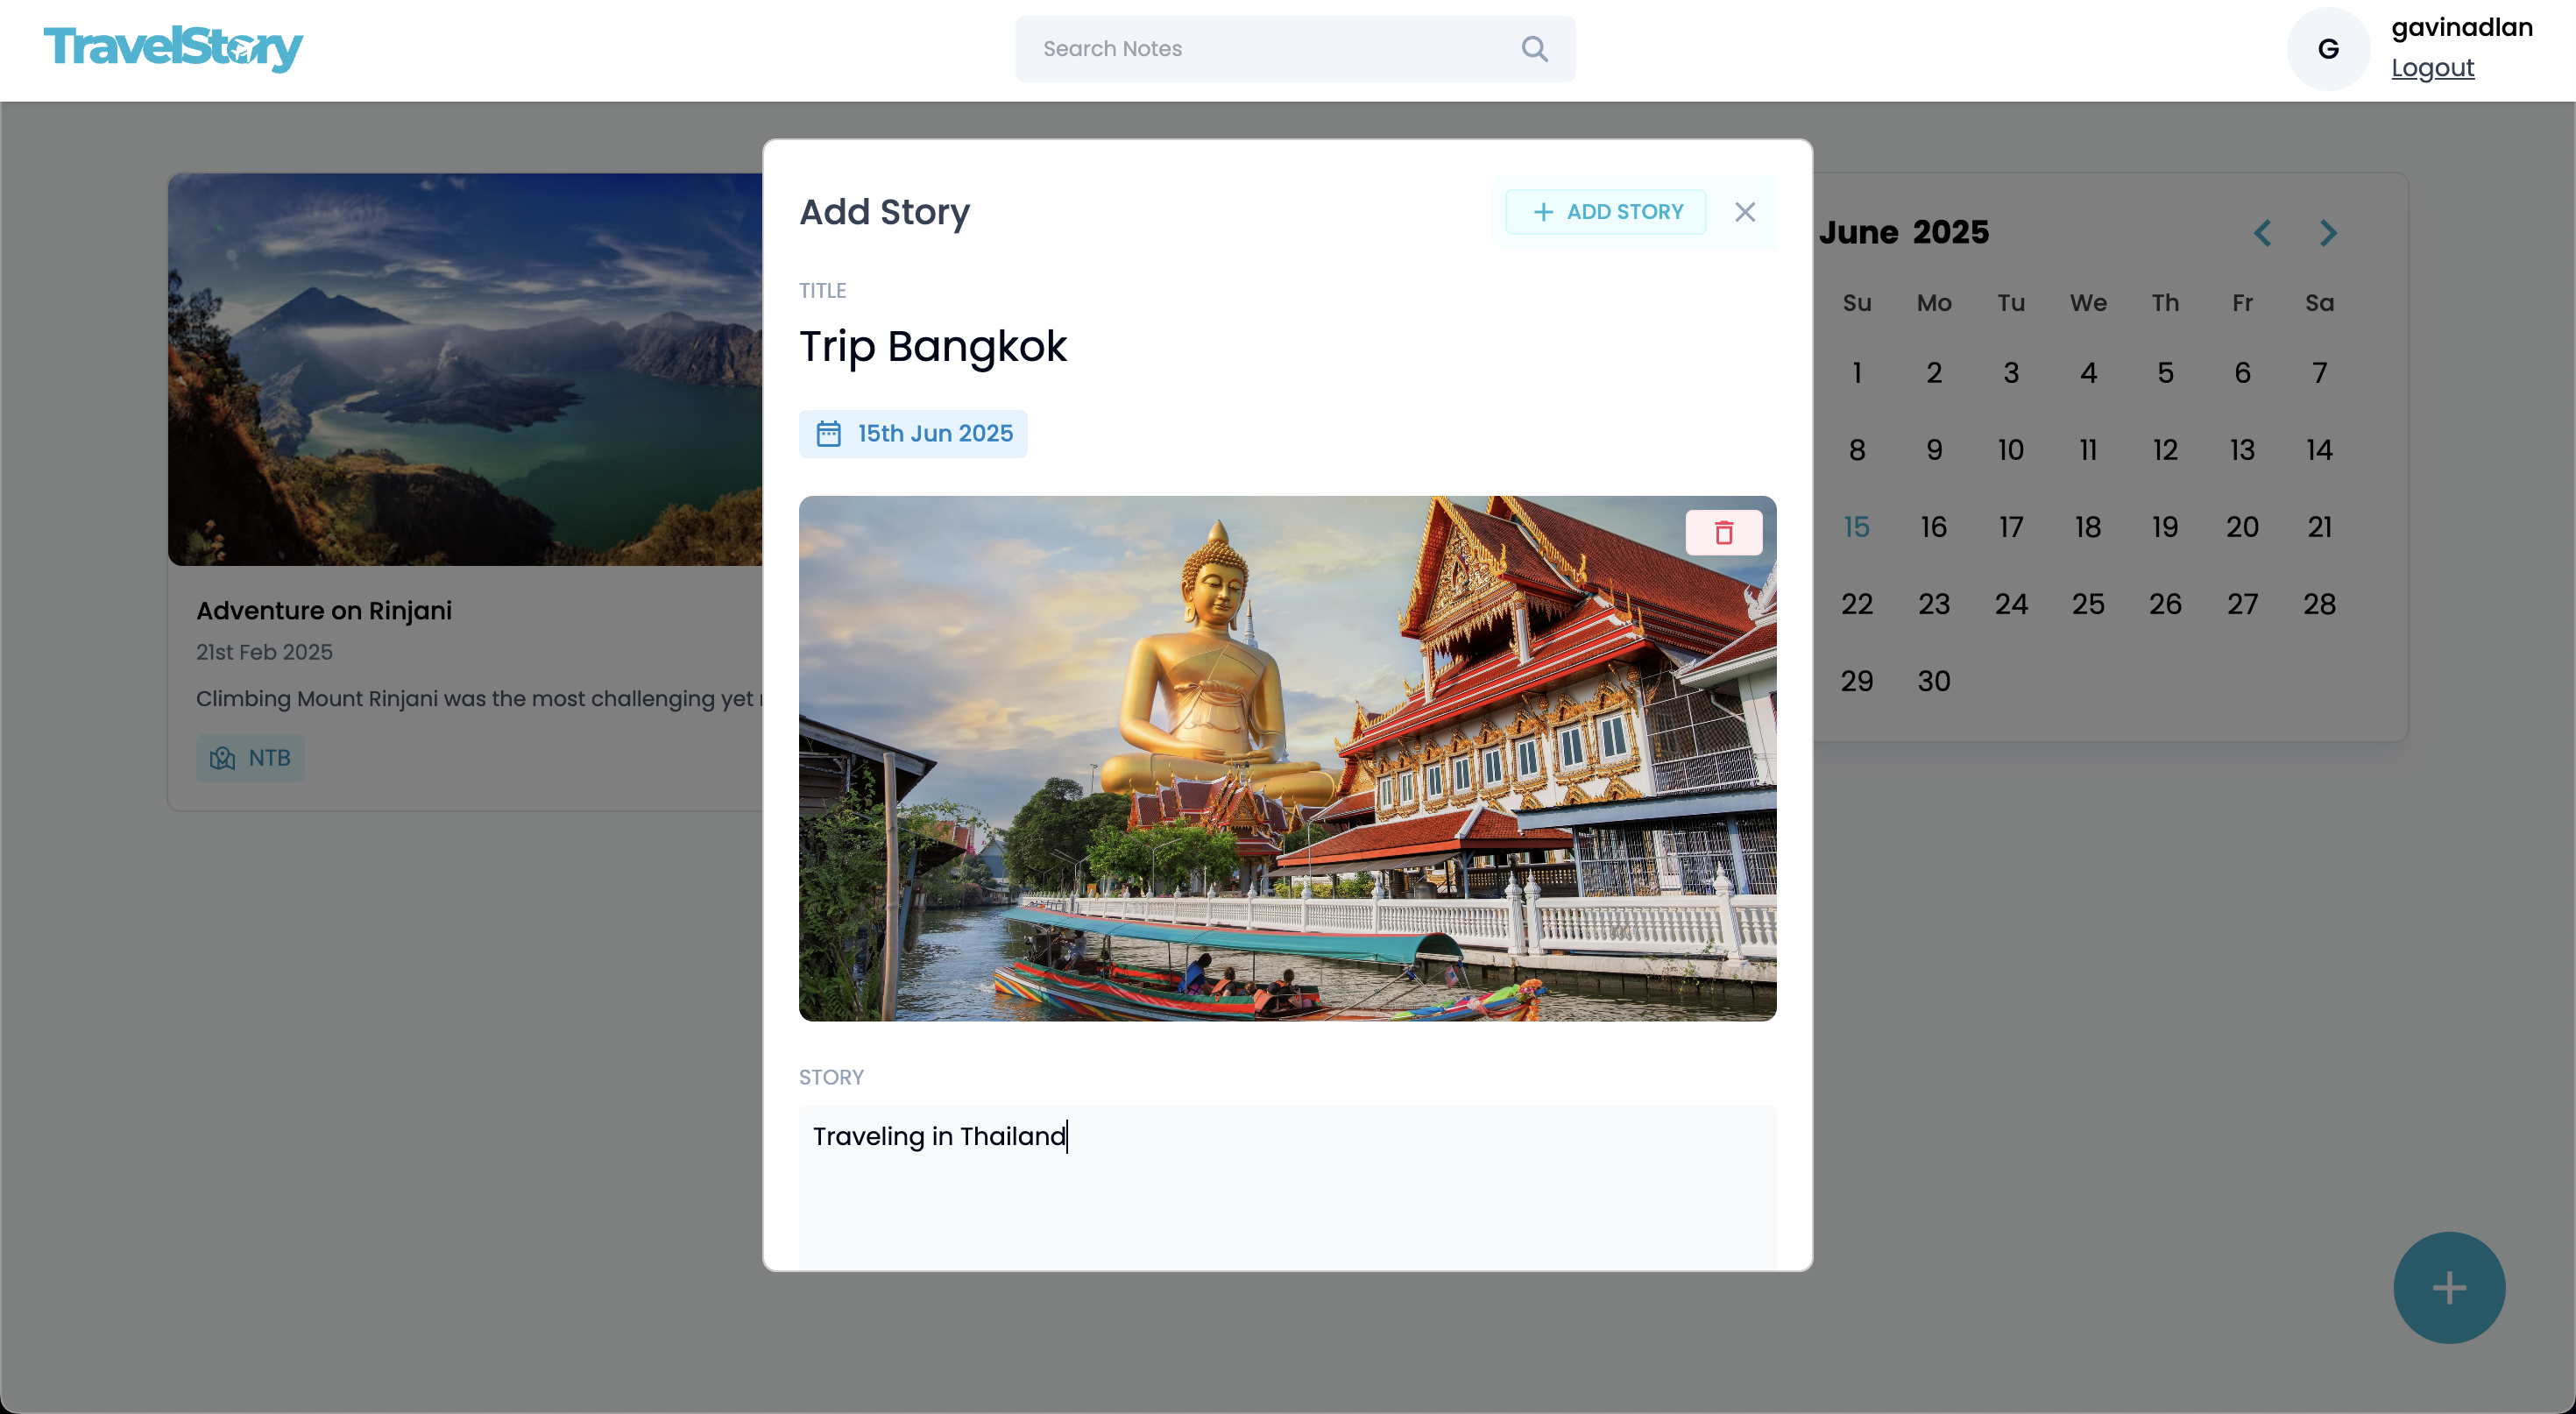 TravelStory
Search Notes
G
gavinadlan
Logout
Add Story
ADD STORY
TITLE
Trip Bangkok
15th Jun 2025
STORY
Traveling in Thailand
Adventure on Rinjani
21st Feb 2025
Climbing Mount Rinjani was the most challenging yet
NTB
June 2025
Su Mo Tu We Th Fr Sa
1 2 3 4 5 6 7
8 9 10 11 12 13 14
15 16 17 18 19 20 21
22 23 24 25 26 27 28
29 30